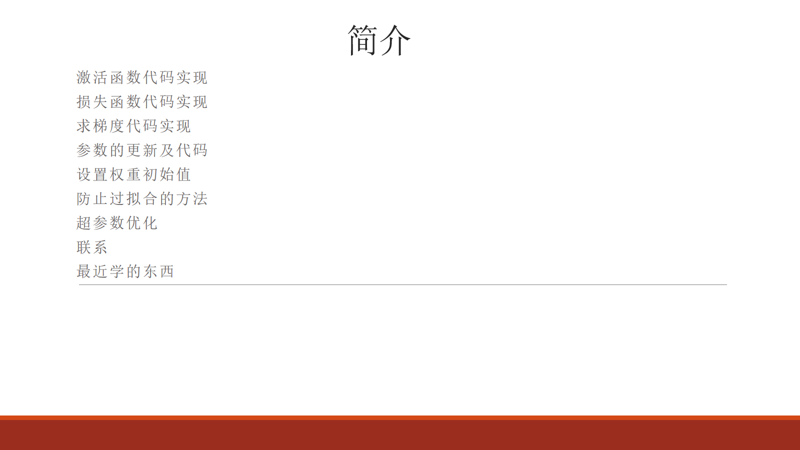 简介
激活函数代码实现
损失函数代码实现
求梯度代码实现
参数的更新及代码
设置权重初始值
防止过拟合的方法
超参数优化
联系
最近学的东西